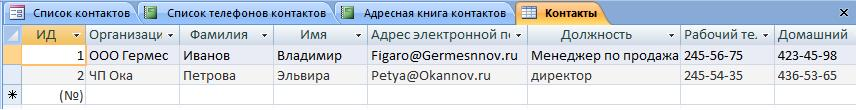 Список контактов Список телефонов контактов Адресная книга контактов Контакты
ИД Организаци Фамилия Имя Адрес электронной по Должность Рабочий те. Домашний
1 ООО Гермес Иванов Владимир Figaro@Germesnnov.ru Менеджер по продажа 245-56-75 423-45-98
2 ЧП Ока Петрова Эльвира Petya@Okannov.ru директор 245-54-35 436-53-65
(№)